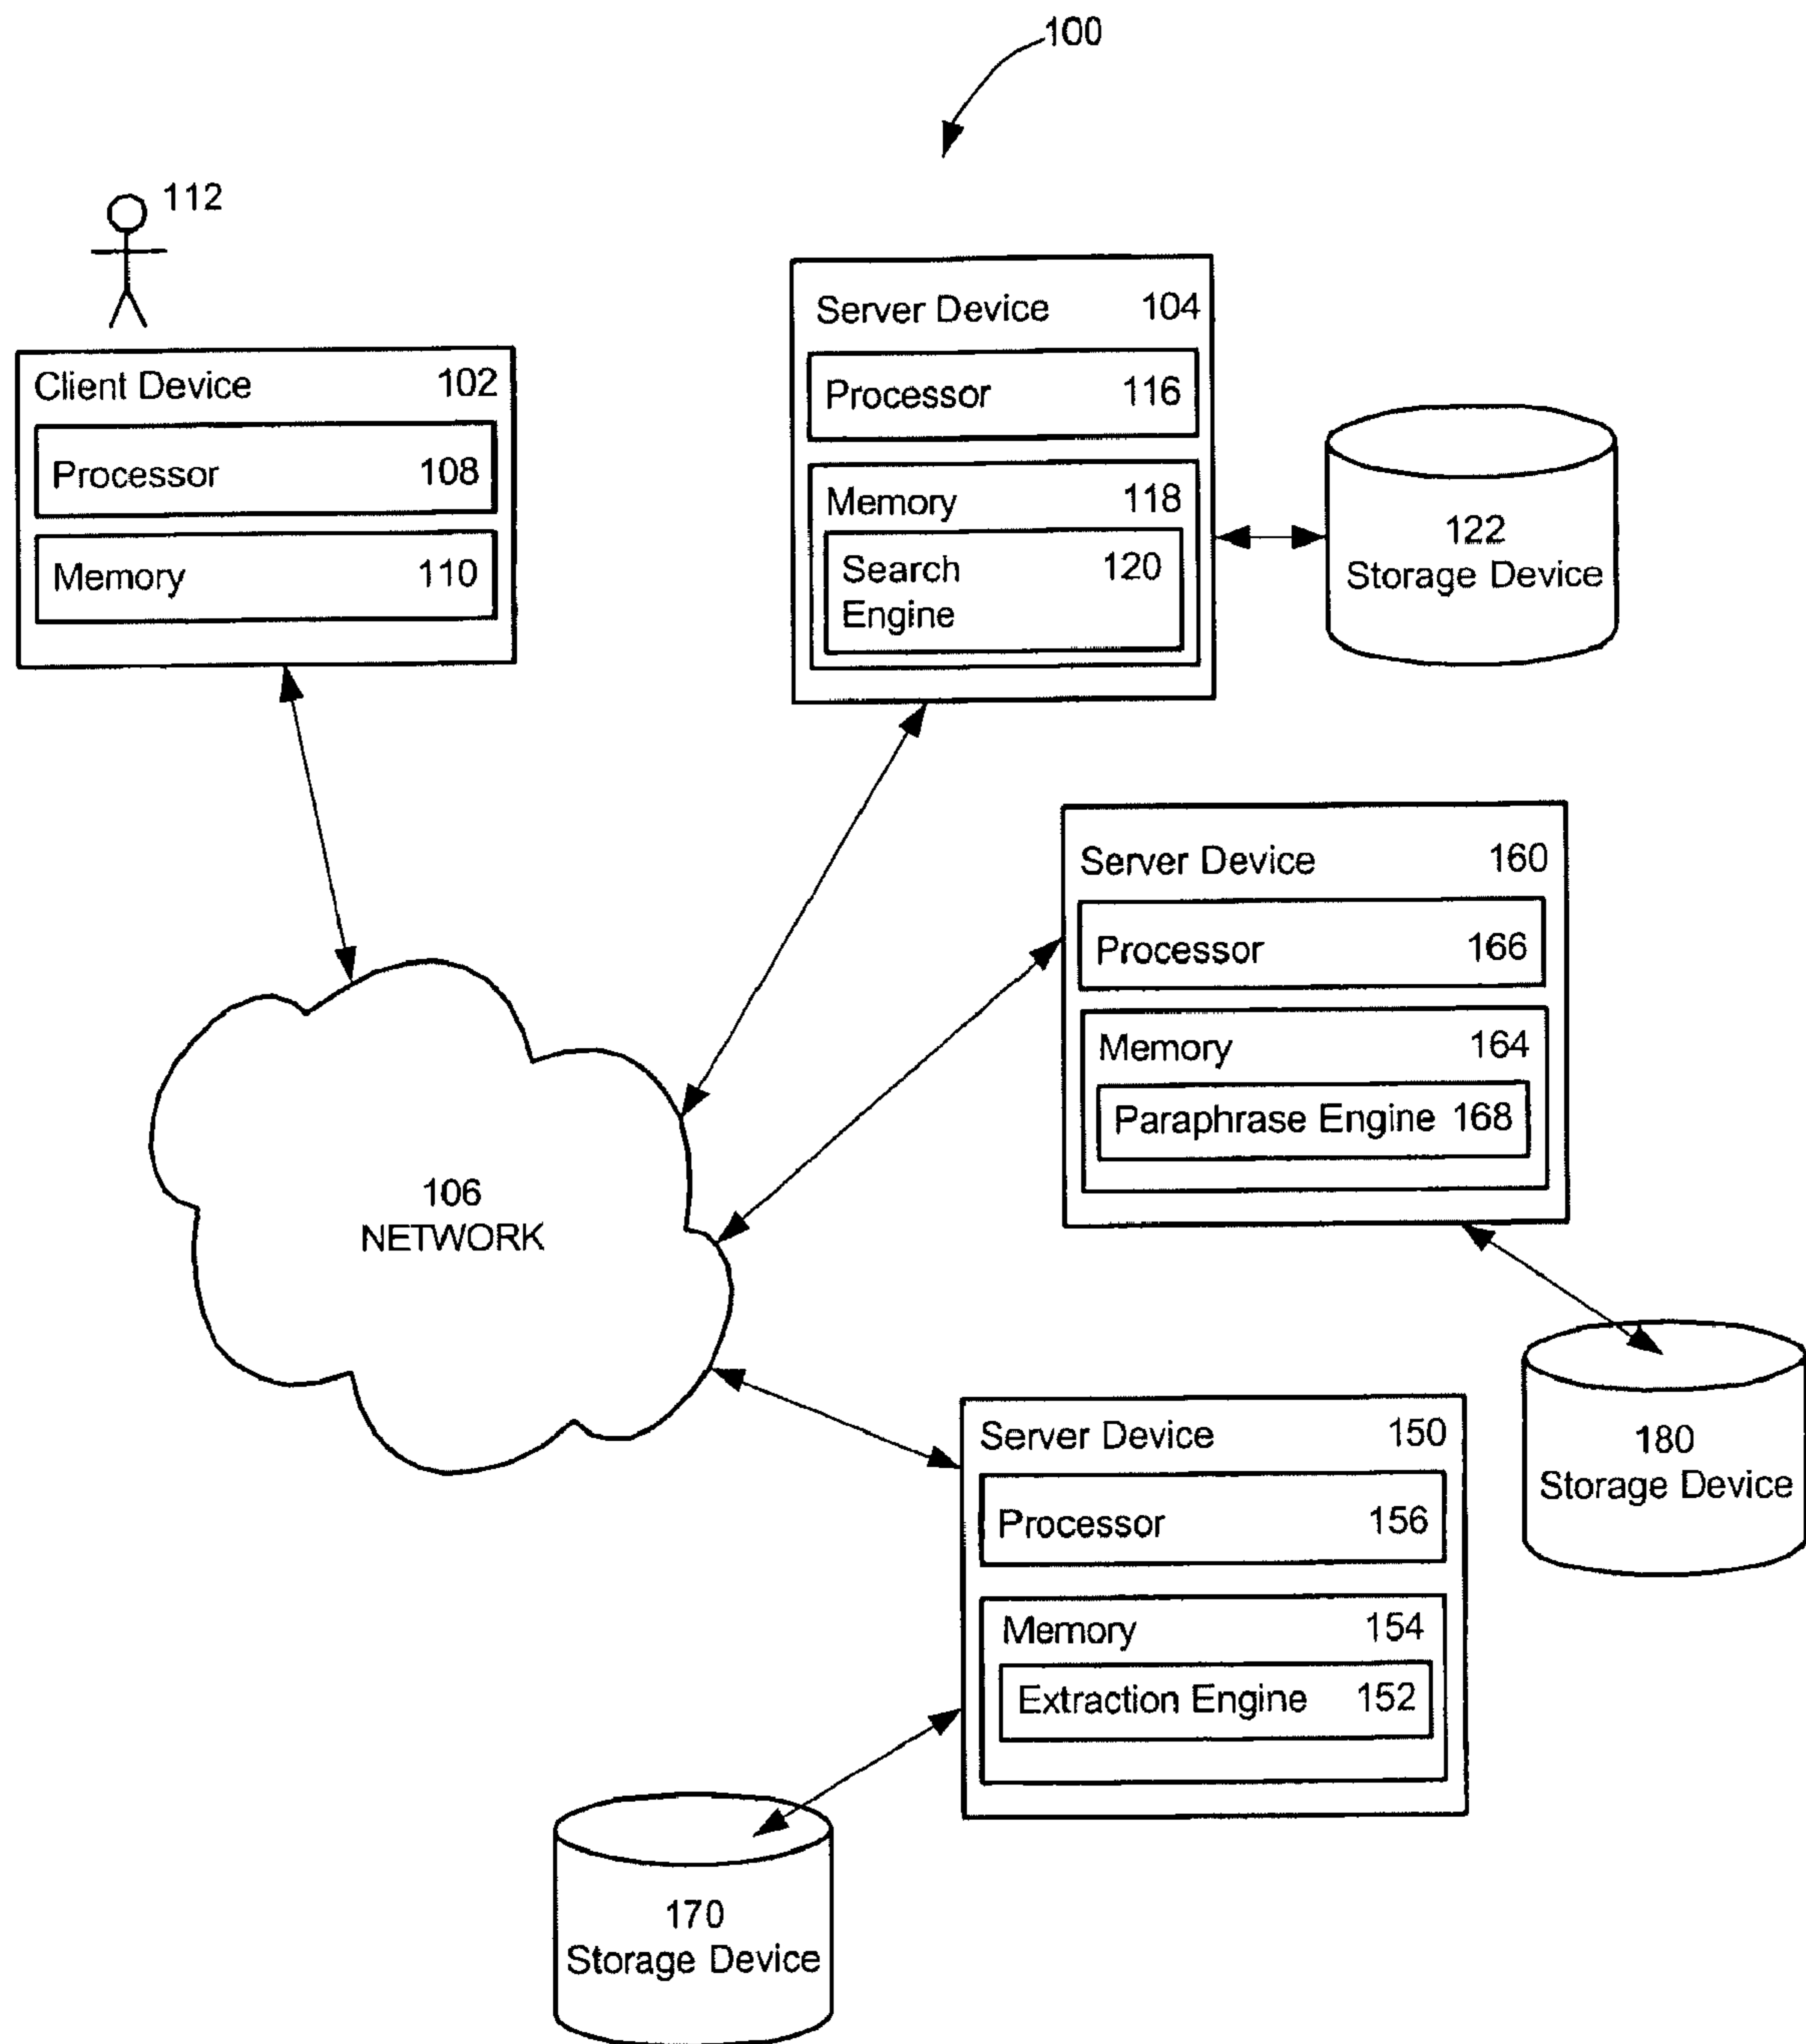 100
112
Client Device 102
Processor 108
Memory 110
Server Device 104
Processor 116
Memory 118
Search 120
Engine
122
Storage Device
Server Device 160
Processor 166
Memory 164
Paraphrase Engine 168
106
NETWORK
180
Storage Device
Server Device 150
Processor 156
Memory 154
Extraction Engine 152
170
Storage Device